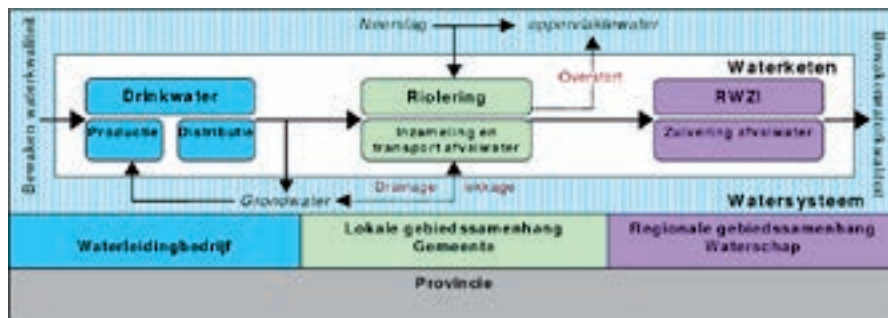 Neerslag oppervlaktewater
Bewaken waterkwaliteit
Overstort
Waterketen
Drinkwater
Riolering
RWZI
Productie
Distributie
Inzameling en
transport afvalwater
Zuivering afvalwater
Drainage lekkage
Grondwater
Watersysteem
Bewaken waterkwaliteit
Waterleidingbedrijf
Lokale gebiedssamenhang
Gemeente
Regionale gebiedssamenhang
Waterschap
Provincie